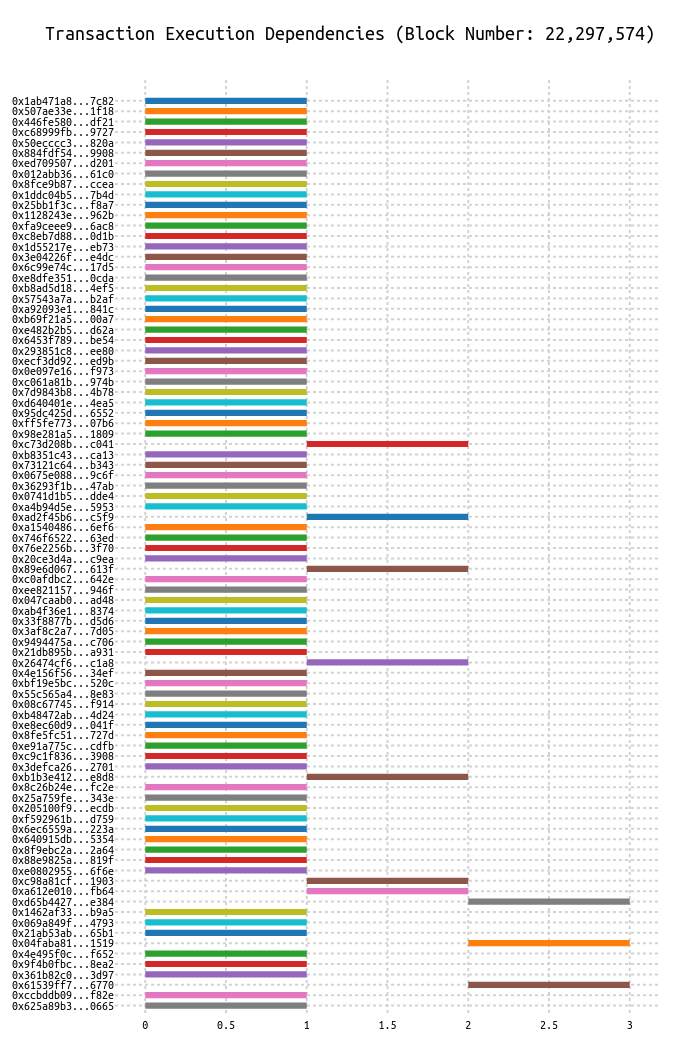 Transaction Execution Dependencies (Block Number: 22,297,574)
0x1ab471a8...7c82
0x507ae33e...1f18
0x446fe580...df21
0xc68999fb...9727
0x50ecccc3...820a
0x884fdf54...9908
0xed709507...d201
0x012abb36...61c0
0x8fce9b87...ccea
0x1ddc04b5...7b4d
0x25bb1f3c...f8a7
0x1128243e...962b
0xfa9ceee9...6ac8
0xc8eb7d88...0d1b
0x1d55217e...eb73
0x3e04226f...e4dc
0x6c99e74c...17d5
0xe8dfe351...0cda
0xb8ad5d18...4ef5
0x57543a7a...b2af
0xa92093e1...841c
0xb69f21a5...00a7
0xe482b2b5...d62a
0x6453f789...be54
0x293851c8...ee80
0xecf3dd92...ed9b
0x0e097e16...f973
0xc061a81b...974b
0x7d9843b8...4b78
0xd640401e...4ea5
0x95dc425d...6552
0xff5fe773...07b6
0x98e281a5...1809
0xc73d208b...c041
0xb8351c43...ca13
0x73121c64...b343
0x0675e088...9c6f
0x36293f1b...47ab
0x0741d1b5...dde4
0xa4b94d5e...5953
0xad2f45b6...c5f9
0xa1540486...6ef6
0x746f6522...63ed
0x76e2256b...3f70
0x20ce3d4a...c9ea
0x89e6d067...613f
0xc0afdbc2...642e
0xee821157...946f
0x047caab0...ad48
0xab4f36e1...8374
0x33f8877b...d5d6
0x3af8c2a7...7d05
0x9494475a...c706
0x21db895b...a931
0x26474cf6...c1a8
0x4e156f56...34ef
0xbf19e5bc...520c
0x55c565a4...8e83
0x08c67745...f914
0xb48472ab...4d24
0xe8ec60d9...041f
0x8fe5fc51...727d
0xe91a775c...cdfb
0xc9c1f836...3908
0x3defca26...2701
0xb1b3e412...e8d8
0x8c26b24e...fc2e
0x25a759fe...343e
0x205100f9...ecdb
0xf592961b...d759
0x6ec6559a...223a
0x640915db...5354
0x8f9ebc2a...2a64
0x88e9825a...819f
0xe0802955...6f6e
0xc98a81cf...1903
0xa612e010...fb64
0xd65b4427...e384
0x1462af33...b9a5
0x069a849f...4793
0x21ab53ab...65b1
0x04faba81...1519
0x4e495f0c...f652
0x9f4b0fbc...8ea2
0x361b82c0...3d97
0x61539ff7...6770
0xccbddb09...f82e
0x625a89b3...0665
0 0.5 1 1.5 2 2.5 3